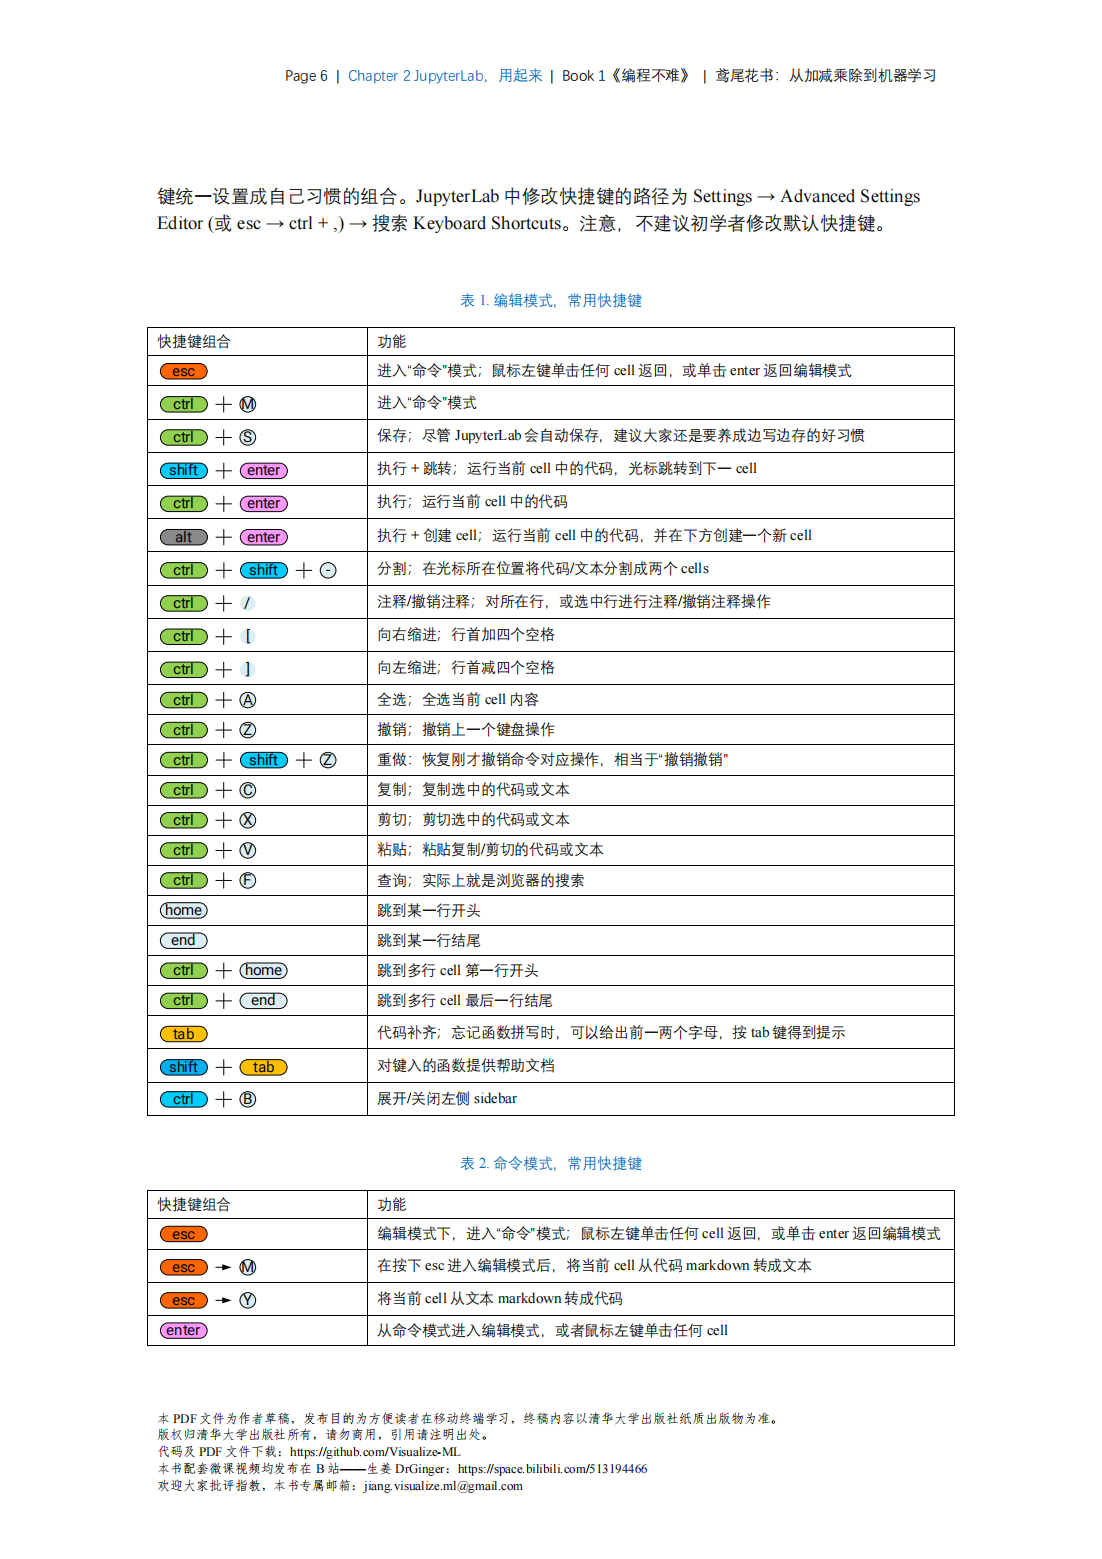 Page 6 | Chapter 2 JupyterLab，用起来 | Book 1《编程不难》 | 鸢尾花书：从加减乘除到机器学习
键统一设置成自己习惯的组合。JupyterLab 中修改快捷键的路径为 Settings → Advanced Settings
Editor (或 esc → ctrl + ,) → 搜索 Keyboard Shortcuts。注意，不建议初学者修改默认快捷键。
表 1. 编辑模式，常用快捷键
快捷键组合 功能
esc 进入“命令”模式；鼠标左键单击任何 cell 返回，或单击 enter 返回编辑模式
ctrl + M 进入“命令”模式
ctrl + S 保存；尽管 JupyterLab 会自动保存，建议大家还是要养成边写边存的好习惯
shift + enter 执行 + 跳转；运行当前 cell 中的代码，光标跳转到下一 cell
ctrl + enter 执行；运行当前 cell 中的代码
alt + enter 执行 + 创建 cell；运行当前 cell 中的代码，并在下方创建一个新 cell
ctrl + shift + - 分割；在光标所在位置将代码/文本分割成两个 cells
ctrl + / 注释/撤销注释；对所在行，或选中行进行注释/撤销注释操作
ctrl + [ 向右缩进；行首加四个空格
ctrl + ] 向左缩进；行首减四个空格
ctrl + A 全选；全选当前 cell 内容
ctrl + Z 撤销；撤销上一个键盘操作
ctrl + shift + Z 重做：恢复刚才撤销命令对应操作，相当于“撤销撤销”
ctrl + C 复制；复制选中的代码或文本
ctrl + X 剪切；剪切选中的代码或文本
ctrl + V 粘贴；粘贴复制/剪切的代码或文本
ctrl + F 查询；实际上就是浏览器的搜索
home 跳到某一行开头
end 跳到某一行结尾
ctrl + home 跳到多行 cell 第一行开头
ctrl + end 跳到多行 cell 最后一行结尾
tab 代码补齐；忘记函数拼写时，可以给出前一两个字母，按 tab 键得到提示
shift + tab 对键入的函数提供帮助文档
ctrl + B 展开/关闭左侧 sidebar
表 2. 命令模式，常用快捷键
快捷键组合 功能
esc 编辑模式下，进入“命令”模式；鼠标左键单击任何 cell 返回，或单击 enter 返回编辑模式
esc → M 在按下 esc 进入编辑模式后，将当前 cell 从代码 markdown 转成文本
esc → Y 将当前 cell 从文本 markdown 转成代码
enter 从命令模式进入编辑模式，或者鼠标左键单击任何 cell
本 PDF 文件为作者草稿，发布目的为方便读者在移动终端学习，终稿内容以清华大学出版社纸质出版物为准。
版权归清华大学出版社所有，请勿商用，引用请注明出处。
代码及 PDF 文件下载：https://github.com/Visualize-ML
本书配套微课视频均发布在 B 站——生姜 DrGinger：https://space.bilibili.com/513194466
欢迎大家批评指教，本书专属邮箱：jiang.visualize.ml@gmail.com